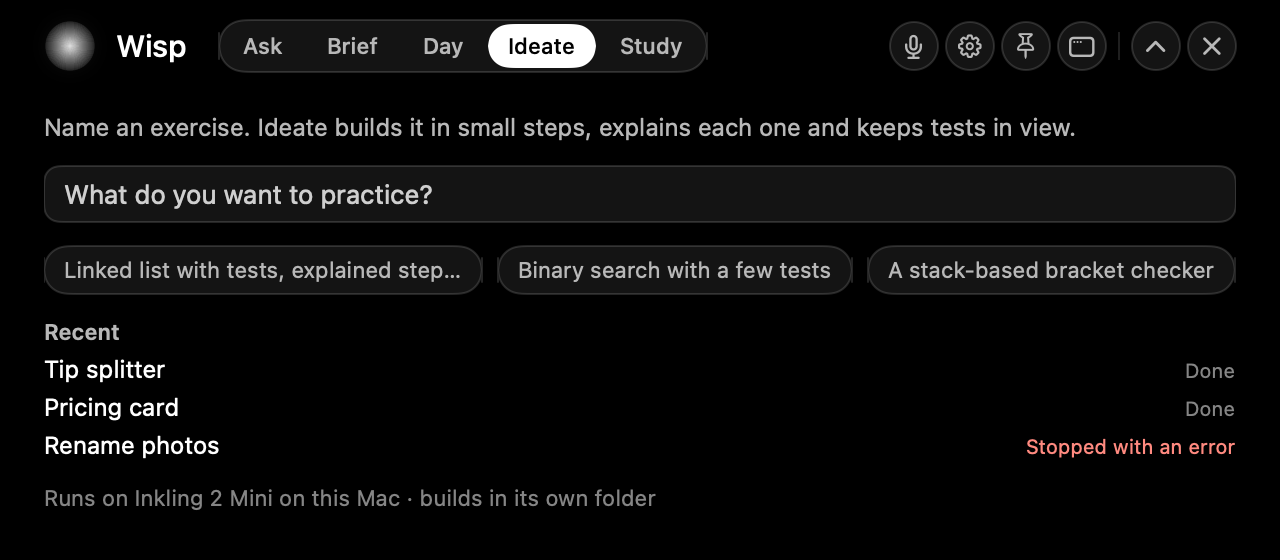 Wisp
Ask Brief Day Ideate Study
Name an exercise. Ideate builds it in small steps, explains each one and keeps tests in view.
What do you want to practice?
Linked list with tests, explained step... Binary search with a few tests A stack-based bracket checker
Recent
Tip splitter Done
Pricing card Done
Rename photos Stopped with an error
Runs on Inkling 2 Mini on this Mac · builds in its own folder